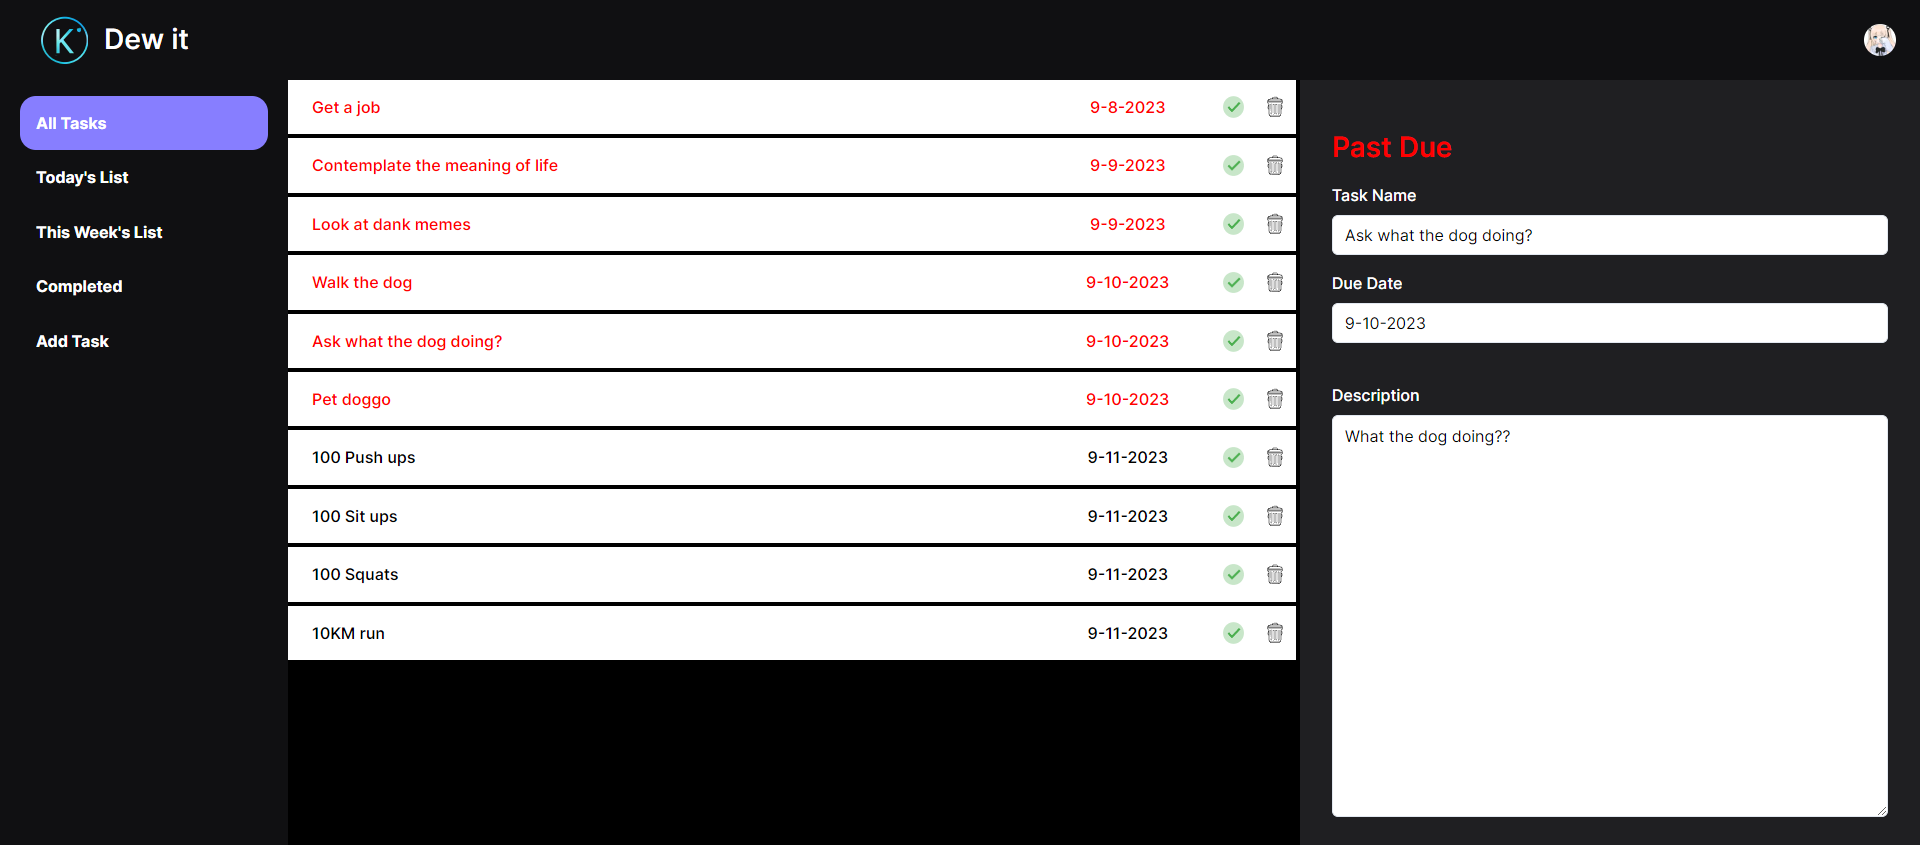 K
Dew it
All Tasks
Today's List
This Week's List
Completed
Add Task
Get a job 9-8-2023
Contemplate the meaning of life 9-9-2023
Look at dank memes 9-9-2023
Walk the dog 9-10-2023
Ask what the dog doing? 9-10-2023
Pet doggo 9-10-2023
100 Push ups 9-11-2023
100 Sit ups 9-11-2023
100 Squats 9-11-2023
10KM run 9-11-2023
Past Due
Task Name
Ask what the dog doing?
Due Date
9-10-2023
Description
What the dog doing??